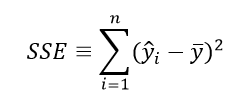 SSE ≡ ∑_{i=1}^{n} (ŷ_i − ȳ)²